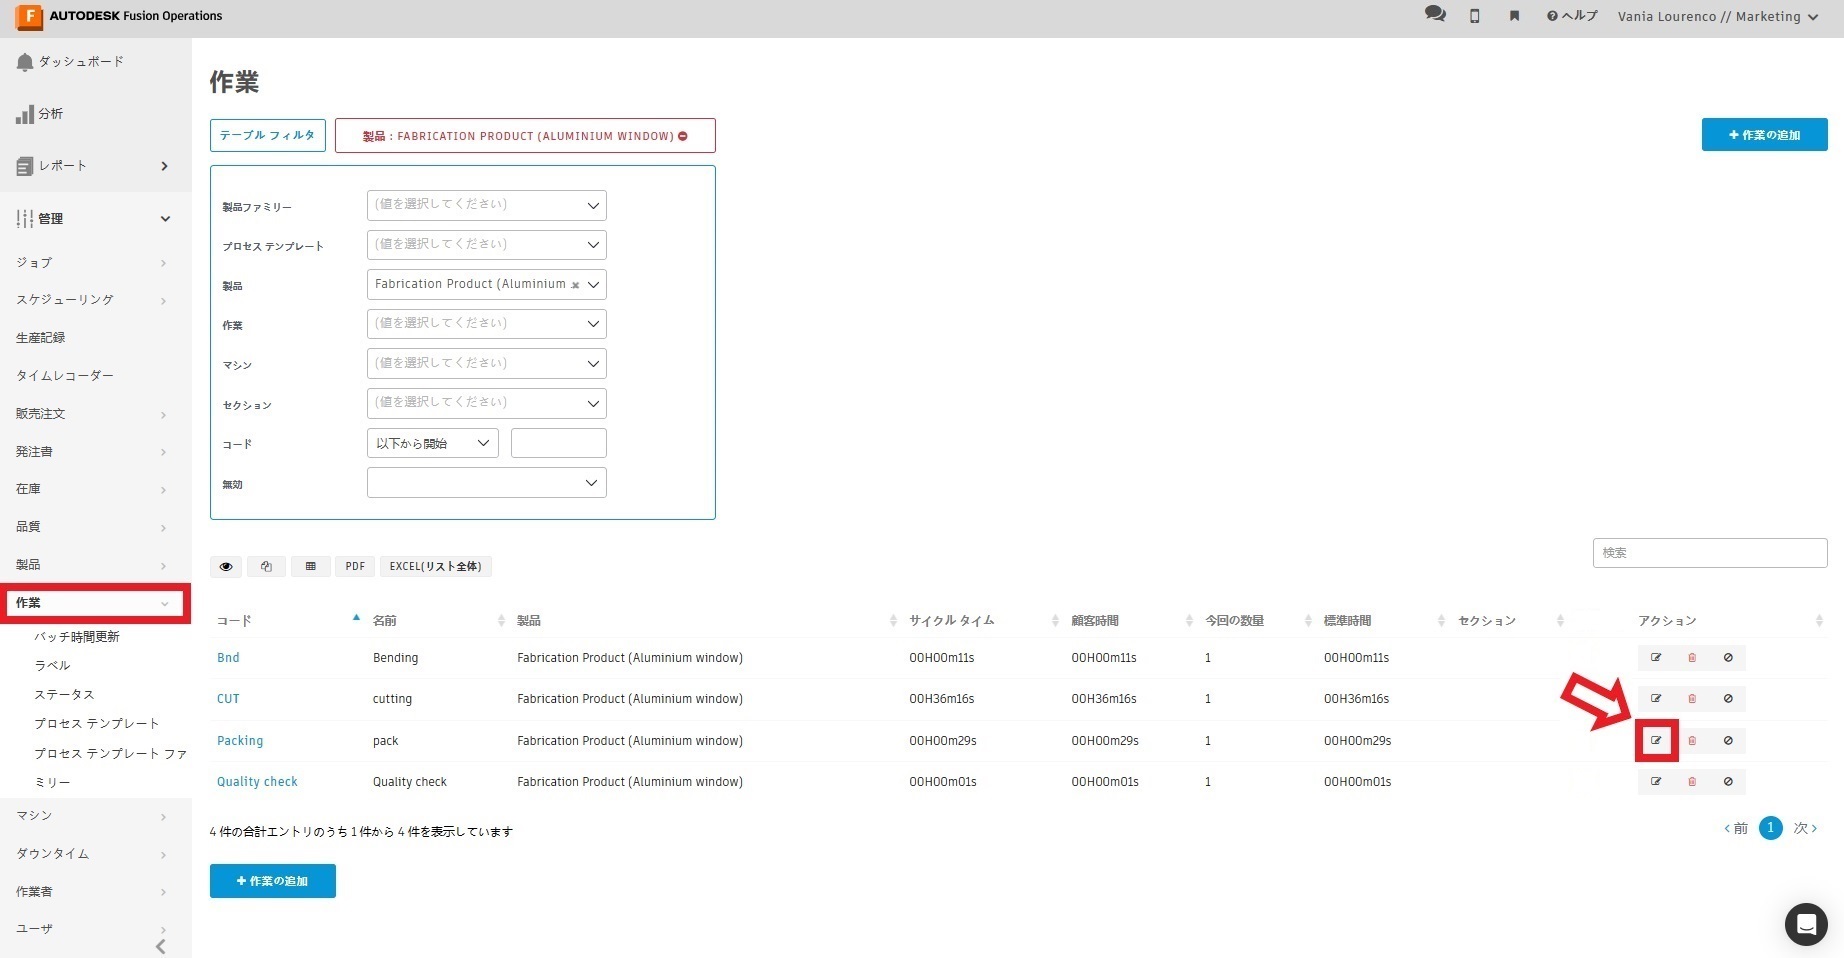 AUTODESK Fusion Operations
ヘルプ
Vania Lourenco // Marketing
ダッシュボード
分析
レポート
管理
ジョブ
スケジューリング
生産記録
タイムレコーダー
販売注文
発注書
在庫
品質
製品
作業
バッチ時間更新
ラベル
ステータス
プロセス テンプレート
プロセス テンプレート ファ
ミリー
マシン
ダウンタイム
作業者
ユーザ
作業
テーブル フィルタ
製品 : FABRICATION PRODUCT (ALUMINIUM WINDOW)
+ 作業の追加
製品ファミリー (値を選択してください)
プロセス テンプレート (値を選択してください)
製品 Fabrication Product (Aluminium
作業 (値を選択してください)
マシン (値を選択してください)
セクション (値を選択してください)
コード 以下から開始
無効
PDF EXCEL(リスト全体)
検索
コード 名前 製品 サイクル タイム 顧客時間 今回の数量 標準時間 セクション アクション
Bnd Bending Fabrication Product (Aluminium window) 00H00m11s 00H00m11s 1 00H00m11s
CUT cutting Fabrication Product (Aluminium window) 00H36m16s 00H36m16s 1 00H36m16s
Packing pack Fabrication Product (Aluminium window) 00H00m29s 00H00m29s 1 00H00m29s
Quality check Quality check Fabrication Product (Aluminium window) 00H00m01s 00H00m01s 1 00H00m01s
4 件の合計エントリのうち 1 件から 4 件を表示しています
‹ 前 1 次 ›
+ 作業の追加